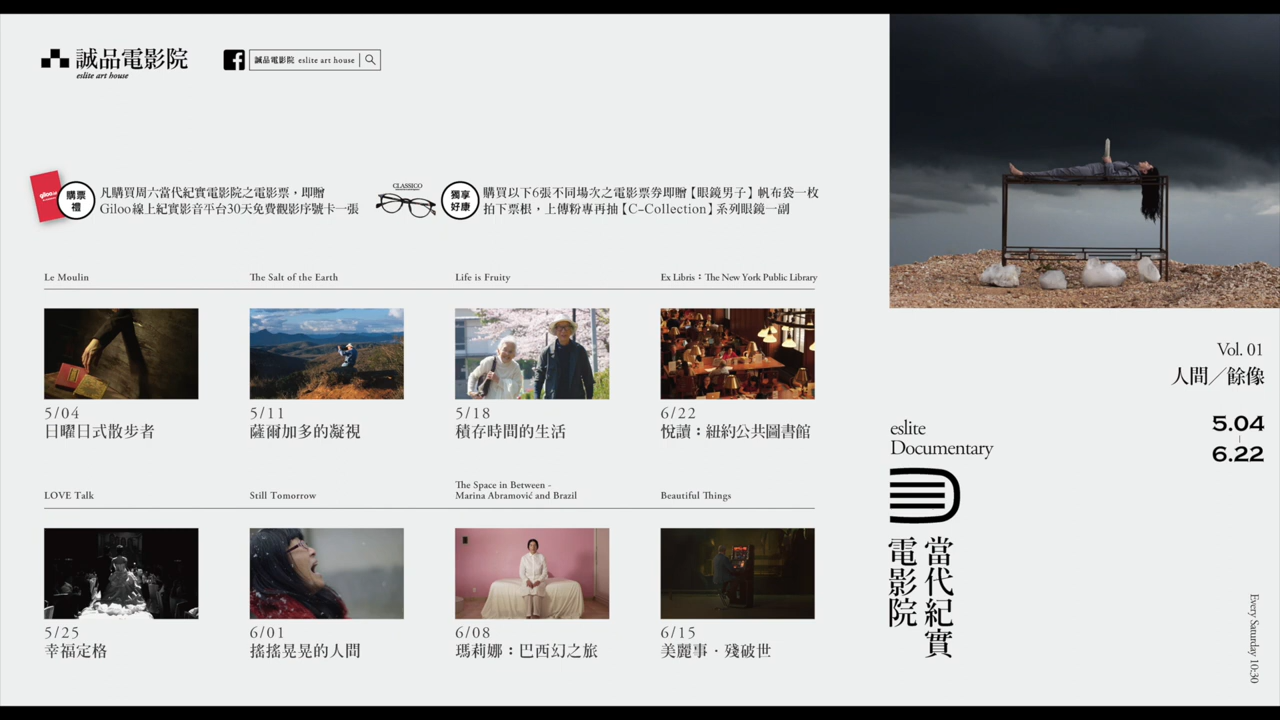 誠品電影院
eslite art house
誠品電影院 eslite art house
giloo
購票禮
凡購買周六當代紀實電影院之電影票，即贈
Giloo線上紀實影音平台30天免費觀影序號卡一張
CLASSICO
獨享好康
購買以下6張不同場次之電影票券即贈【眼鏡男子】帆布袋一枚
拍下票根，上傳粉專再抽【C-Collection】系列眼鏡一副
Le Moulin
5/04
日曜日式散步者
The Salt of the Earth
5/11
薩爾加多的凝視
Life is Fruity
5/18
積存時間的生活
Ex Libris：The New York Public Library
6/22
悅讀：紐約公共圖書館
LOVE Talk
5/25
幸福定格
Still Tomorrow
6/01
搖搖晃晃的人間
The Space in Between -
Marina Abramović and Brazil
6/08
瑪莉娜：巴西幻之旅
Beautiful Things
6/15
美麗事·殘破世
Vol. 01
人間／餘像
5.04
6.22
eslite
Documentary
當代紀實
電影院
Every Saturday 10:30